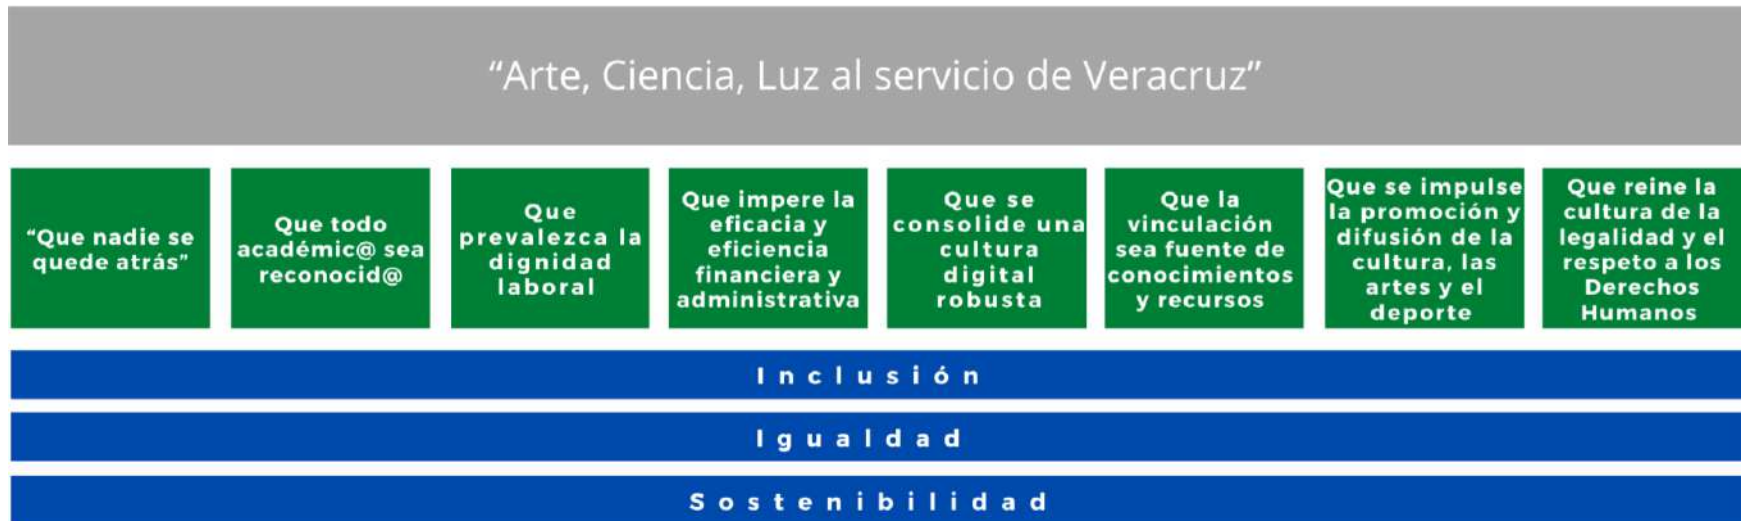 “Arte, Ciencia, Luz al servicio de Veracruz”
“Que nadie se
quede atrás”
Que todo
académic@ sea
reconocid@
Que
prevalezca la
dignidad
laboral
Que impere la
eficacia y
eficiencia
financiera y
administrativa
Que se
consolide una
cultura
digital
robusta
Que la
vinculación
sea fuente de
conocimientos
y recursos
Que se impulse
la promoción y
difusión de la
cultura, las
artes y el
deporte
Que reine la
cultura de la
legalidad y el
respeto a los
Derechos
Humanos
Inclusión
Igualdad
Sostenibilidad